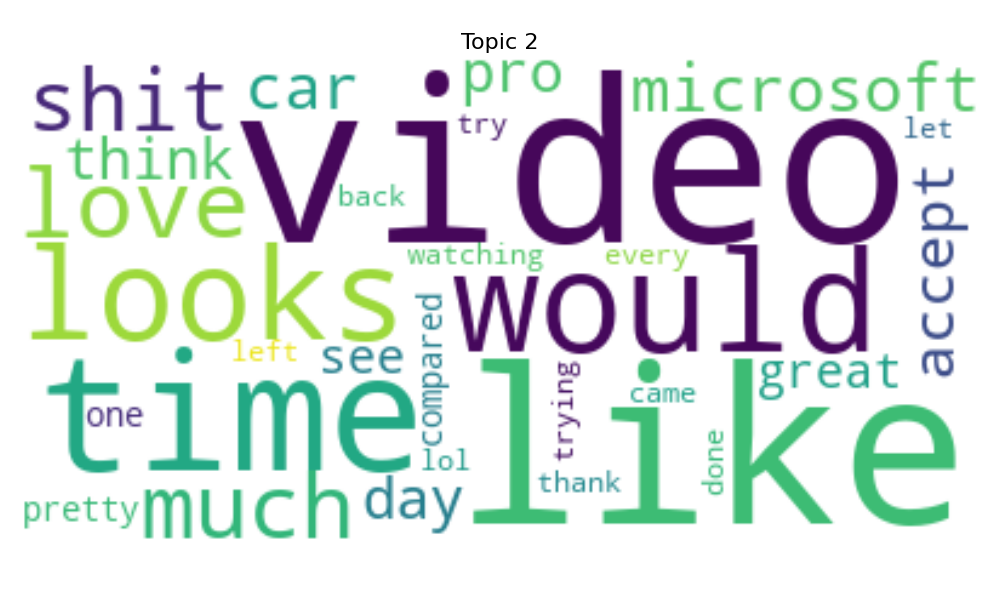 Topic 2
shit
car
pro
microsoft
video
try
let
think
love
back
accept
looks
watching
every
would
left
see
compared
time
one
like
trying
came
great
lol
thank
done
pretty
much
day